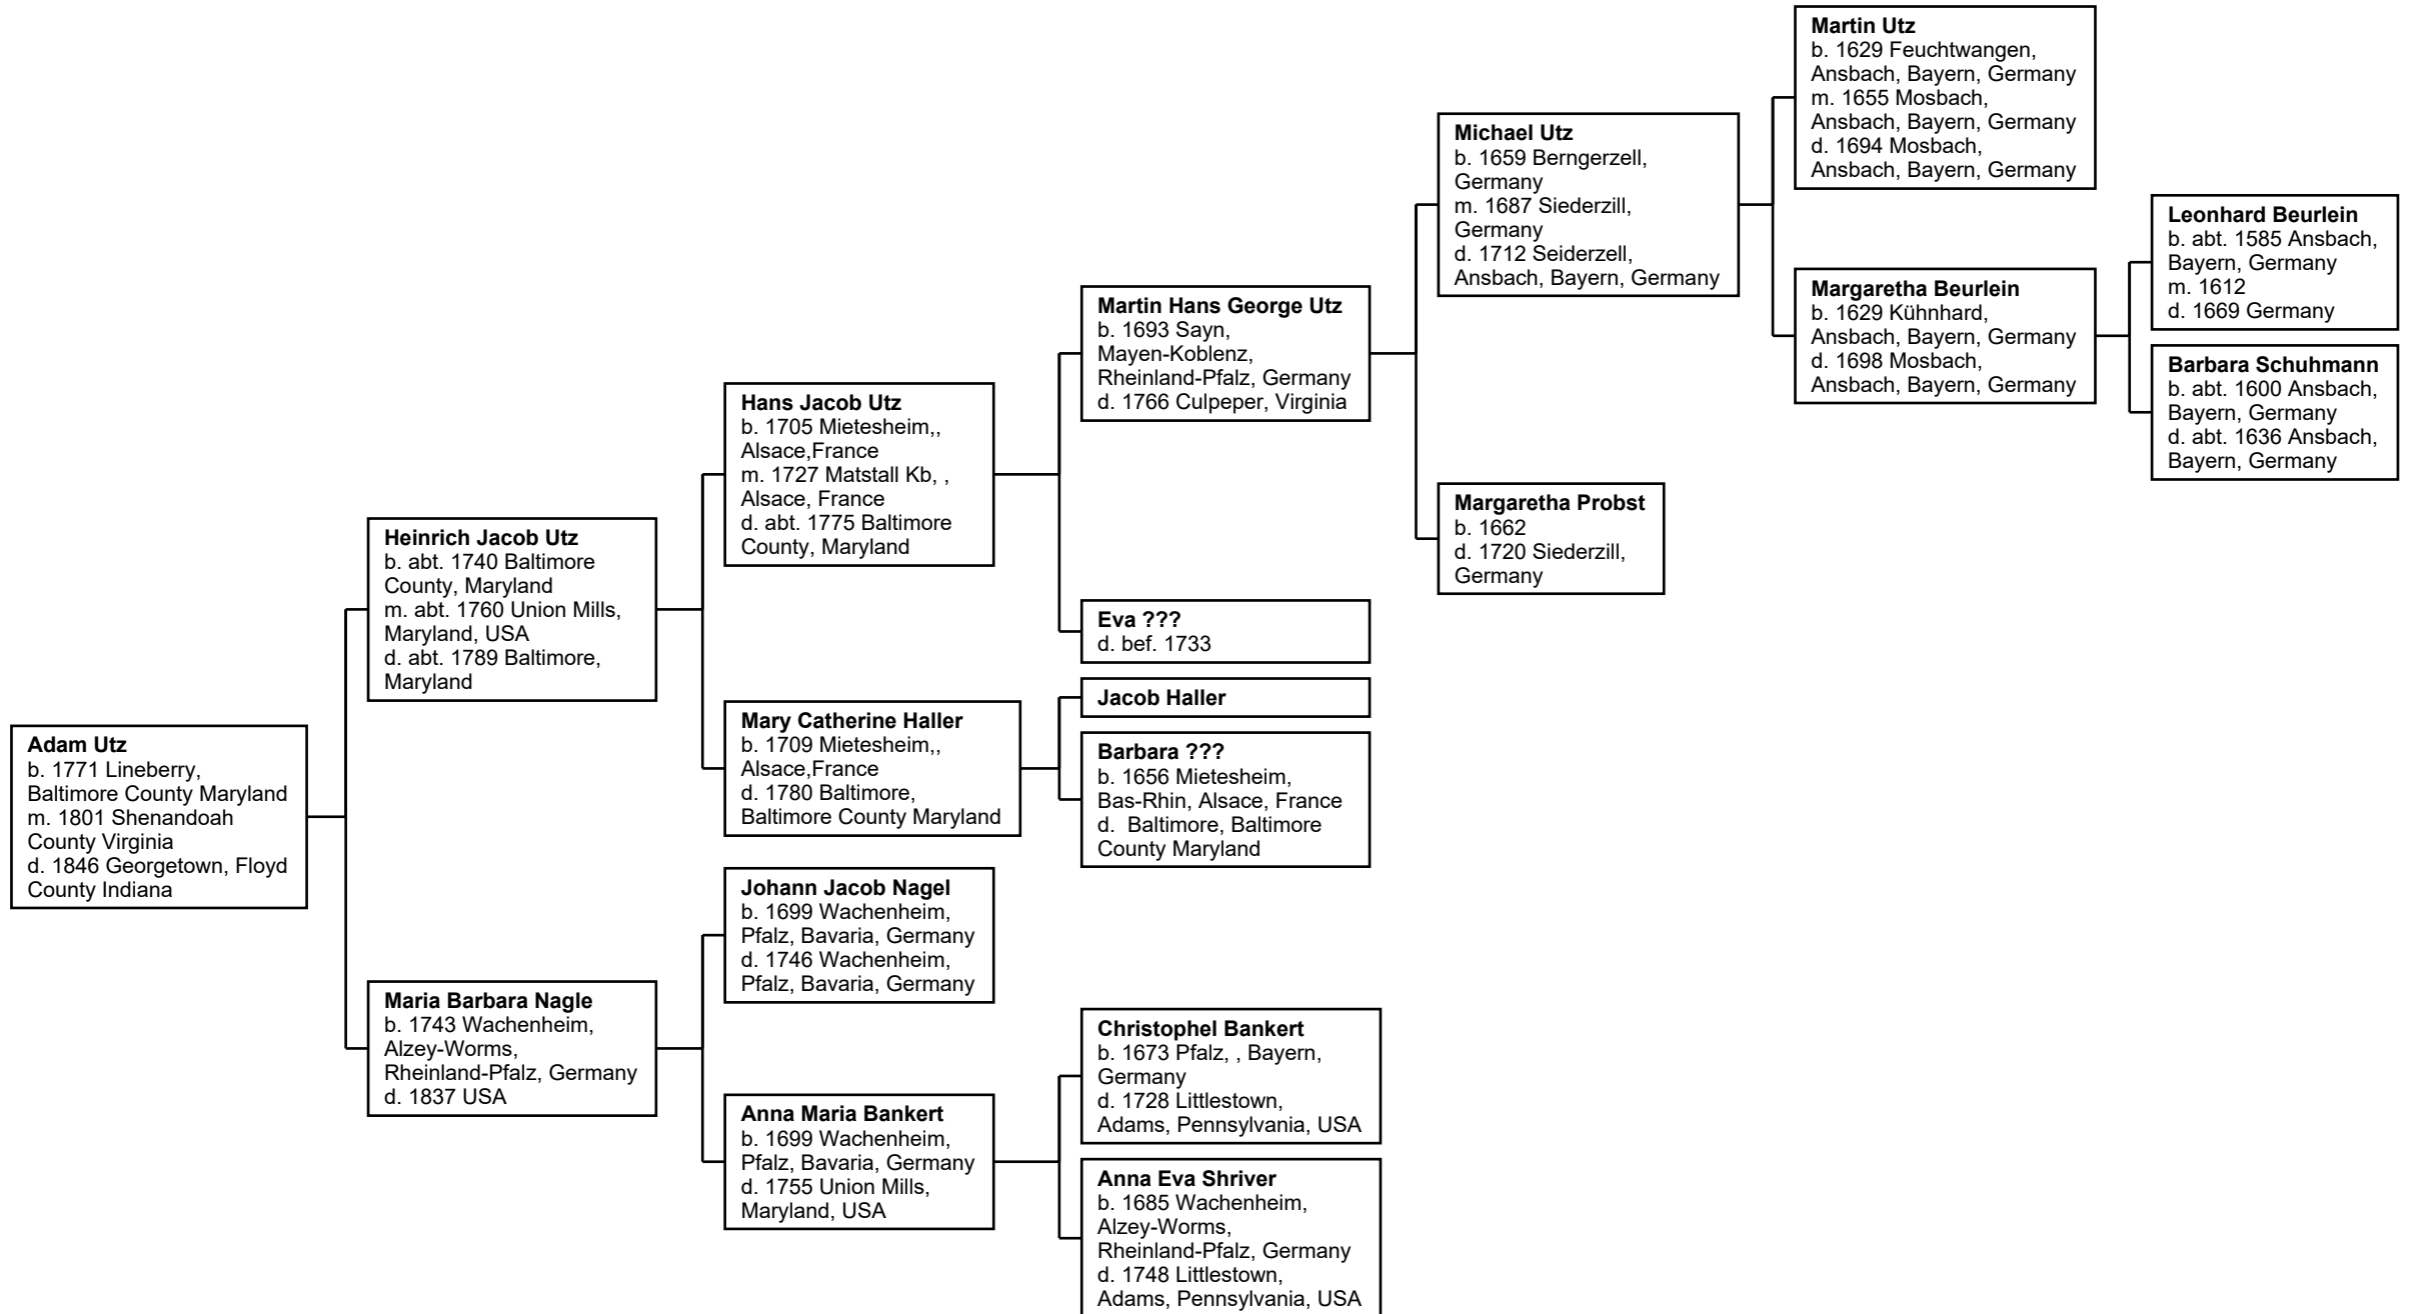 Adam Utz
b. 1771 Lineberry,
Baltimore County Maryland
m. 1801 Shenandoah
County Virginia
d. 1846 Georgetown, Floyd
County Indiana
Heinrich Jacob Utz
b. abt. 1740 Baltimore
County, Maryland
m. abt. 1760 Union Mills,
Maryland, USA
d. abt. 1789 Baltimore,
Maryland
Maria Barbara Nagle
b. 1743 Wachenheim,
Alzey-Worms,
Rheinland-Pfalz, Germany
d. 1837 USA
Hans Jacob Utz
b. 1705 Mietesheim,,
Alsace,France
m. 1727 Matstall Kb, ,
Alsace, France
d. abt. 1775 Baltimore
County, Maryland
Mary Catherine Haller
b. 1709 Mietesheim,,
Alsace,France
d. 1780 Baltimore,
Baltimore County Maryland
Johann Jacob Nagel
b. 1699 Wachenheim,
Pfalz, Bavaria, Germany
d. 1746 Wachenheim,
Pfalz, Bavaria, Germany
Anna Maria Bankert
b. 1699 Wachenheim,
Pfalz, Bavaria, Germany
d. 1755 Union Mills,
Maryland, USA
Martin Hans George Utz
b. 1693 Sayn,
Mayen-Koblenz,
Rheinland-Pfalz, Germany
d. 1766 Culpeper, Virginia
Eva ???
d. bef. 1733
Jacob Haller
Barbara ???
b. 1656 Mietesheim,
Bas-Rhin, Alsace, France
d.  Baltimore, Baltimore
County Maryland
Christophel Bankert
b. 1673 Pfalz, , Bayern,
Germany
d. 1728 Littlestown,
Adams, Pennsylvania, USA
Anna Eva Shriver
b. 1685 Wachenheim,
Alzey-Worms,
Rheinland-Pfalz, Germany
d. 1748 Littlestown,
Adams, Pennsylvania, USA
Michael Utz
b. 1659 Berngerzell,
Germany
m. 1687 Siederzill,
Germany
d. 1712 Seiderzell,
Ansbach, Bayern, Germany
Margaretha Probst
b. 1662
d. 1720 Siederzill,
Germany
Martin Utz
b. 1629 Feuchtwangen,
Ansbach, Bayern, Germany
m. 1655 Mosbach,
Ansbach, Bayern, Germany
d. 1694 Mosbach,
Ansbach, Bayern, Germany
Margaretha Beurlein
b. 1629 Kühnhard,
Ansbach, Bayern, Germany
d. 1698 Mosbach,
Ansbach, Bayern, Germany
Leonhard Beurlein
b. abt. 1585 Ansbach,
Bayern, Germany
m. 1612
d. 1669 Germany
Barbara Schuhmann
b. abt. 1600 Ansbach,
Bayern, Germany
d. abt. 1636 Ansbach,
Bayern, Germany